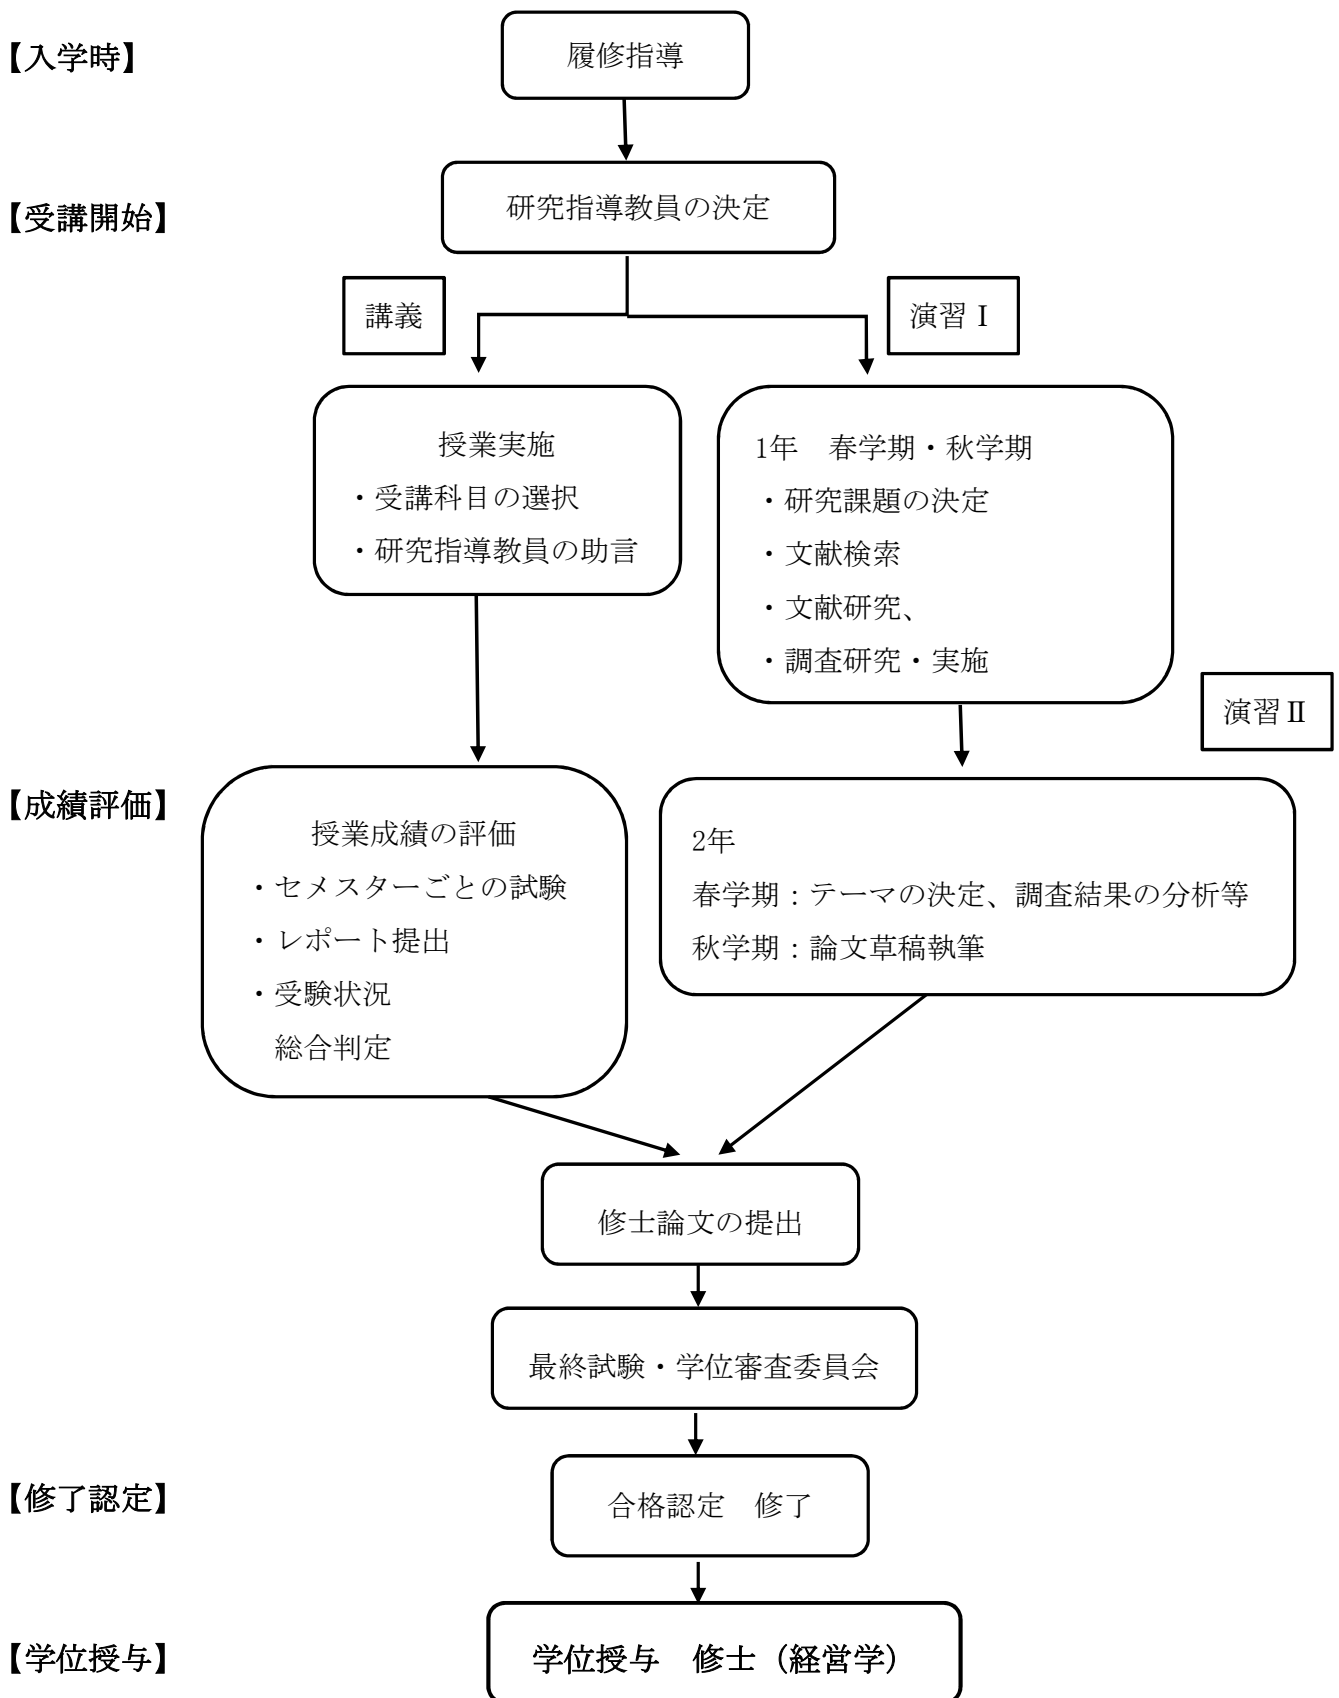 【入学時】
履修指導
【受講開始】
研究指導教員の決定
講義
演習Ⅰ
授業実施
・受講科目の選択
・研究指導教員の助言
1年　春学期・秋学期
・研究課題の決定
・文献検索
・文献研究、
・調査研究・実施
演習Ⅱ
【成績評価】
授業成績の評価
・セメスターごとの試験
・レポート提出
・受験状況
総合判定
2年
春学期：テーマの決定、調査結果の分析等
秋学期：論文草稿執筆
修士論文の提出
最終試験・学位審査委員会
【修了認定】
合格認定　修了
【学位授与】
学位授与　修士（経営学）